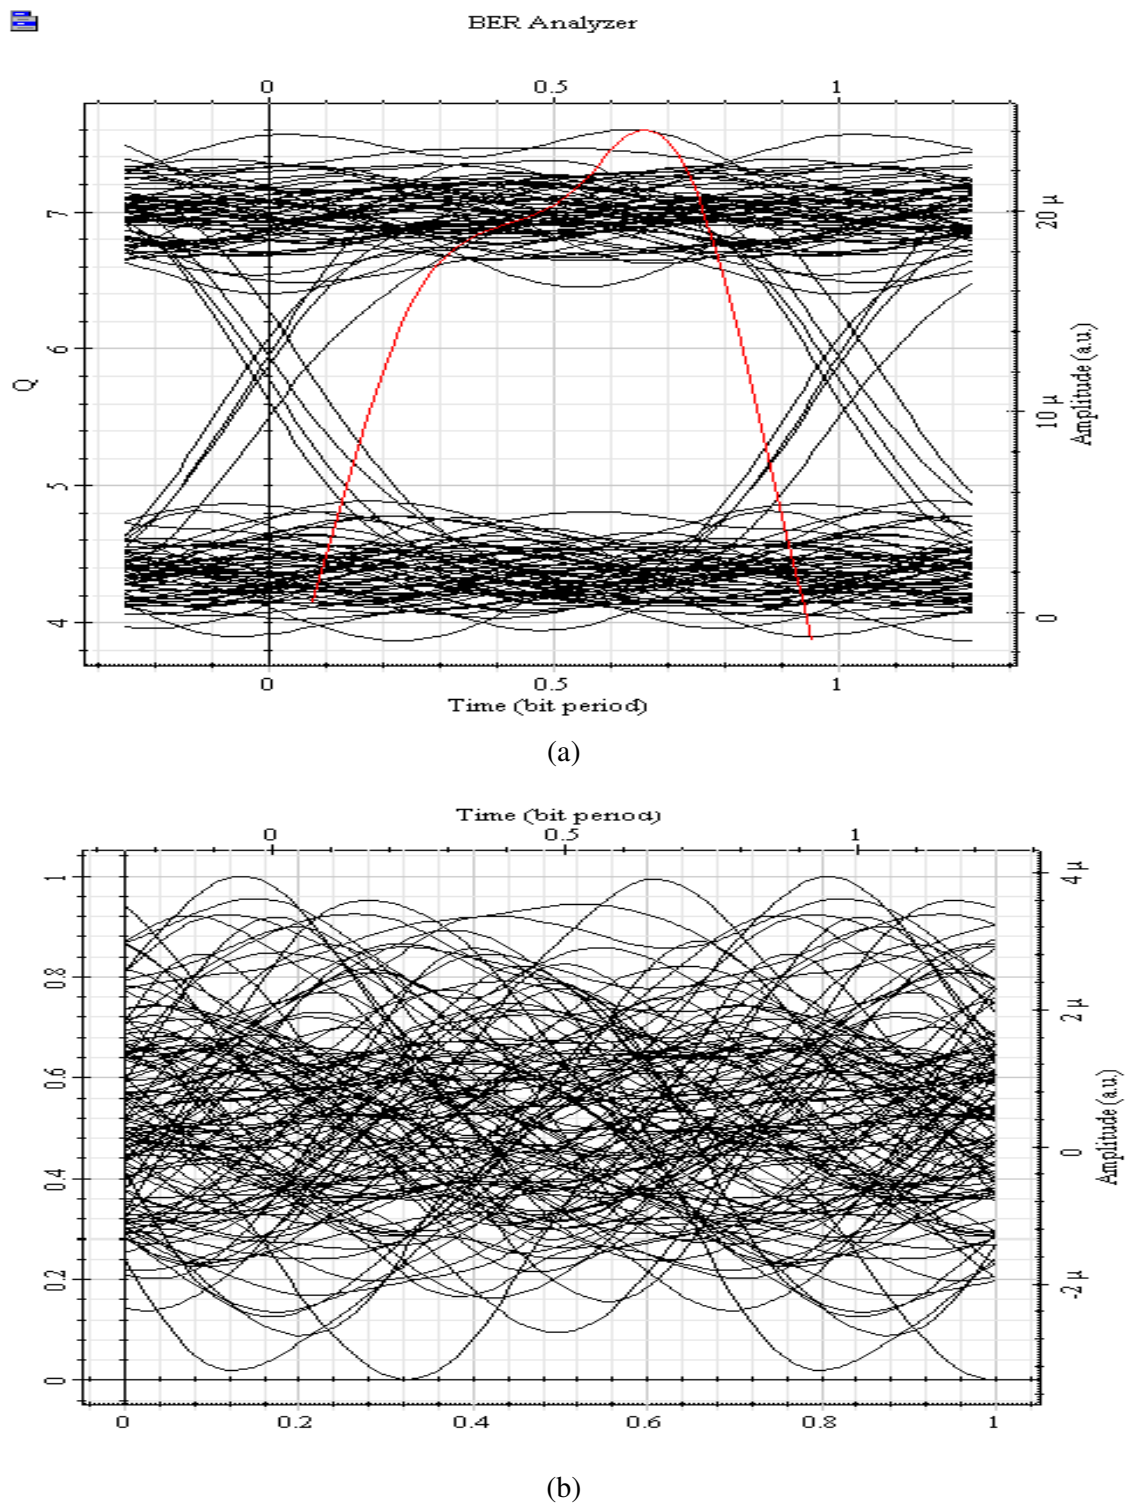 BER Analyzer
0 0.5 1
7
6
5
4
Q
20 μ
10 μ
0
Amplitude (a.u.)
0 0.5 1
Time (bit period)
(a)
Time (bit period)
0 0.5 1
1
0.8
0.6
0.4
0.2
0
4 μ
2 μ
0
-2 μ
Amplitude (a.u.)
0 0.2 0.4 0.6 0.8 1
(b)